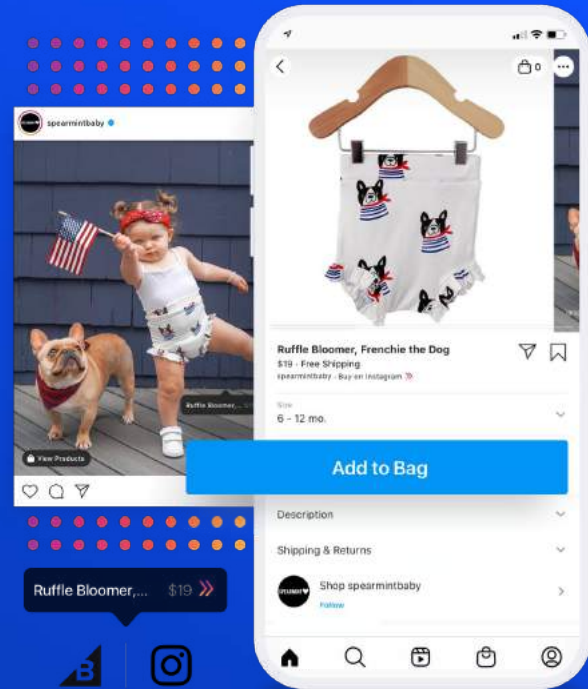 spearmintbaby
Ruffle Bloomer, ...
View Products
Ruffle Bloomer,... $19
B
0
Ruffle Bloomer, Frenchie the Dog
$19 · Free Shipping
spearmintbaby · Buy on Instagram
Size
6 - 12 mo.
Add to Bag
Description
Shipping & Returns
SPEARMINT
Shop spearmintbaby
Follow